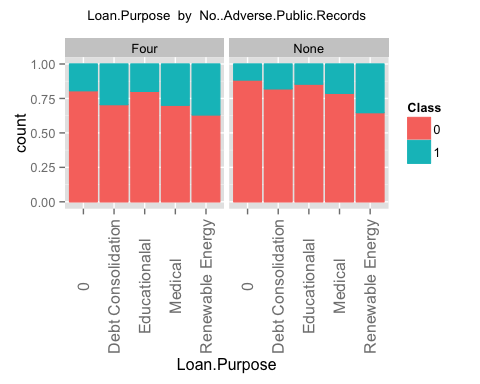 Loan.Purpose by No..Adverse.Public.Records
Four
None
1.00
0.75
0.50
0.25
0.00
count
0
Debt Consolidation
Educationalal
Medical
Renewable Energy
0
Debt Consolidation
Educationalal
Medical
Renewable Energy
Loan.Purpose
Class
0
1